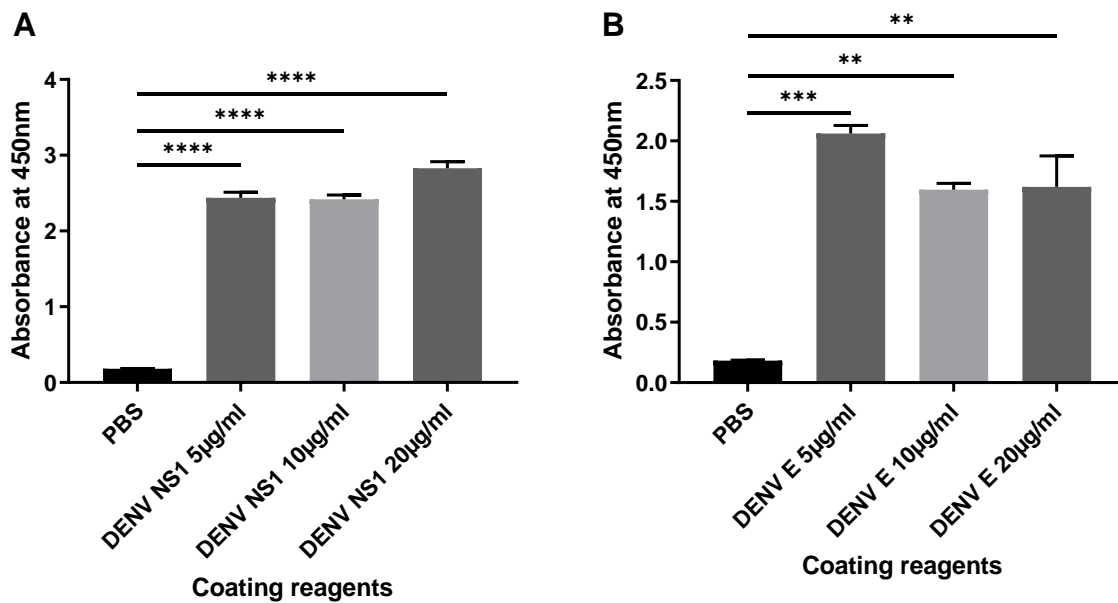 A
Absorbance at 450nm
4
3
2
1
0
****
****
****
PBS
DENV NS1 5µg/ml
DENV NS1 10µg/ml
DENV NS1 20µg/ml
Coating reagents
B
Absorbance at 450nm
2.5
2.0
1.5
1.0
0.5
0.0
**
**
***
PBS
DENV E 5µg/ml
DENV E 10µg/ml
DENV E 20µg/ml
Coating reagents